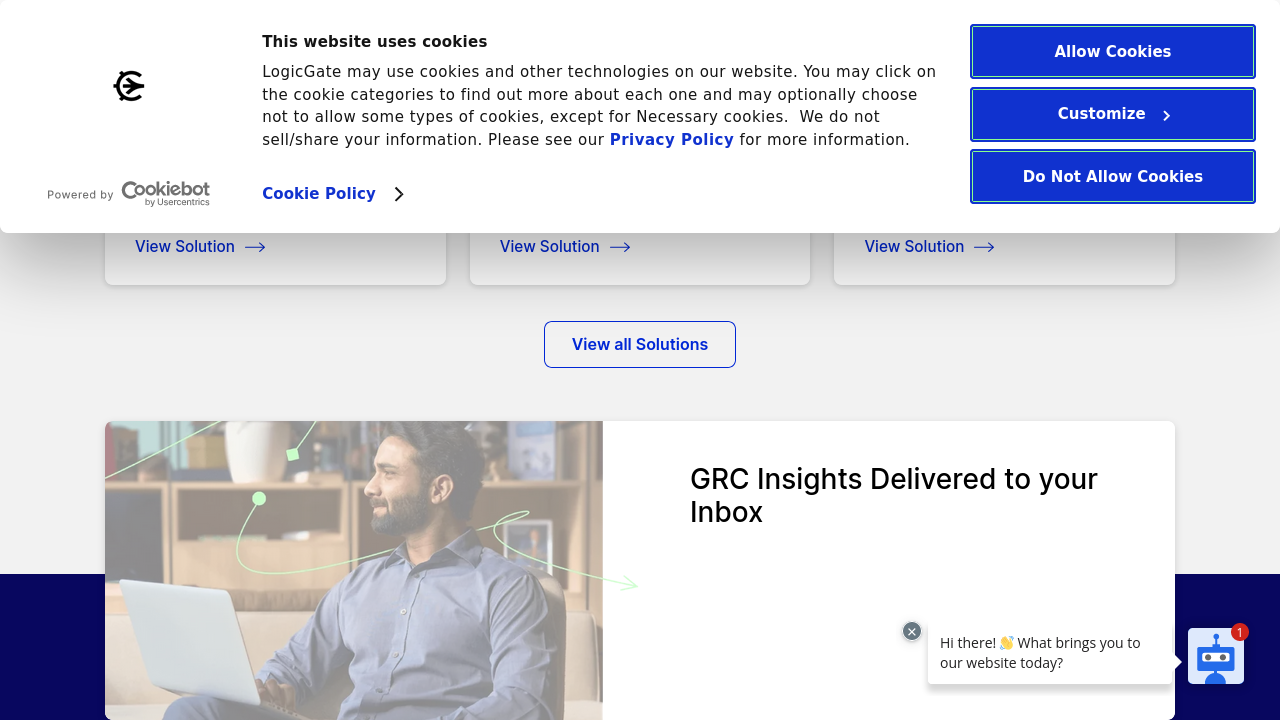 This website uses cookies
LogicGate may use cookies and other technologies on our website. You may click on
the cookie categories to find out more about each one and may optionally choose
not to allow some types of cookies, except for Necessary cookies.  We do not
sell/share your information. Please see our Privacy Policy for more information.
Cookie Policy
Powered by Cookiebot
by Usercentrics
Allow Cookies
Customize
Do Not Allow Cookies
View Solution
View Solution
View Solution
View all Solutions
GRC Insights Delivered to your
Inbox
Hi there! 👋 What brings you to
our website today?
1